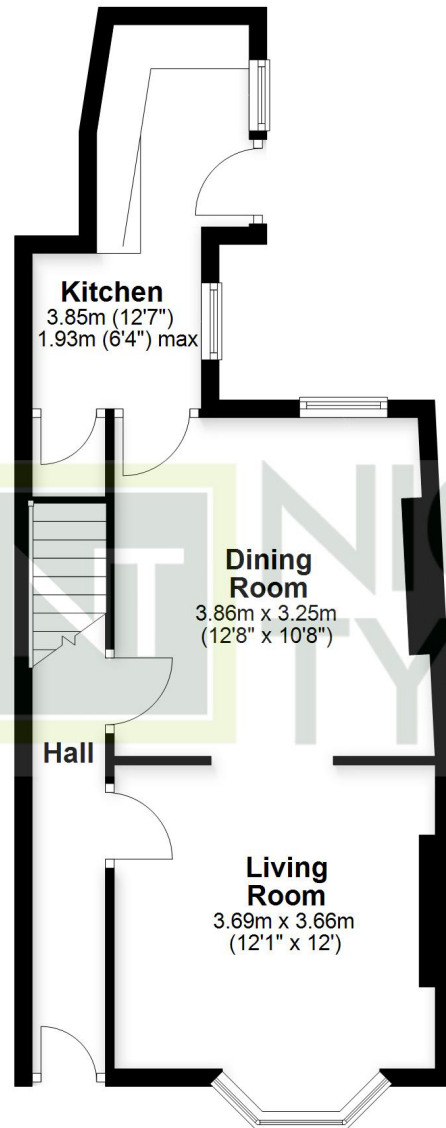 Kitchen
3.85m (12'7")
1.93m (6'4") max
Dining
Room
3.86m x 3.25m
(12'8" x 10'8")
Hall
Living
Room
3.69m x 3.66m
(12'1" x 12')
NT